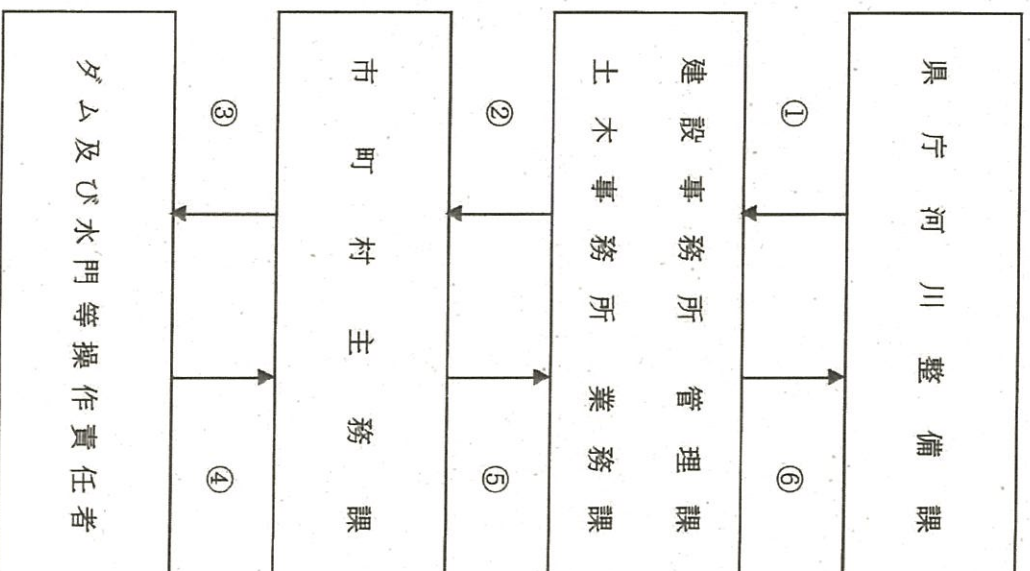 県庁河川整備課
①
⑥
建設事務所 管理課
土木事務所 業務課
②
⑤
市町村主務課
③
④
ダム及び水門等操作責任者